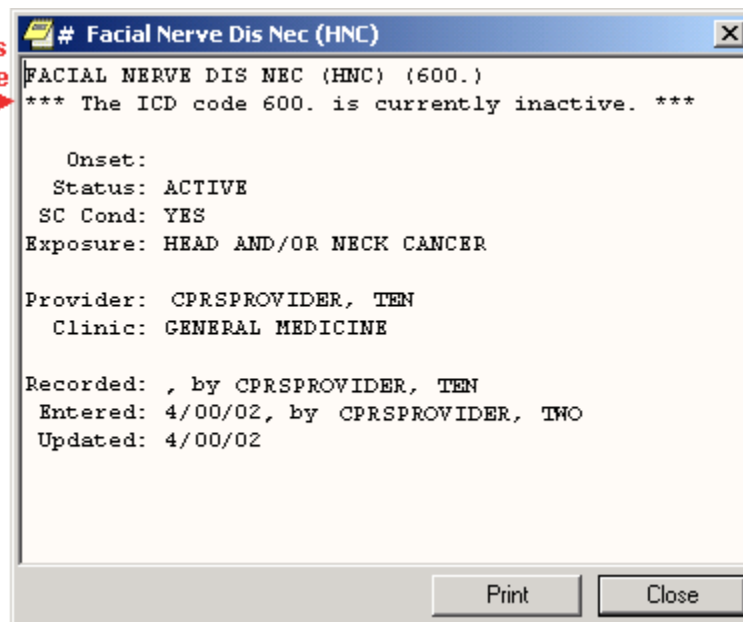 # Facial Nerve Dis Nec (HNC)
s
e
FACIAL NERVE DIS NEC (HNC) (600.)
*** The ICD code 600. is currently inactive. ***
Onset:
Status: ACTIVE
SC Cond: YES
Exposure: HEAD AND/OR NECK CANCER
Provider: CPRSPROVIDER, TEN
Clinic: GENERAL MEDICINE
Recorded: , by CPRSPROVIDER, TEN
Entered: 4/00/02, by CPRSPROVIDER, TWO
Updated: 4/00/02
Print Close